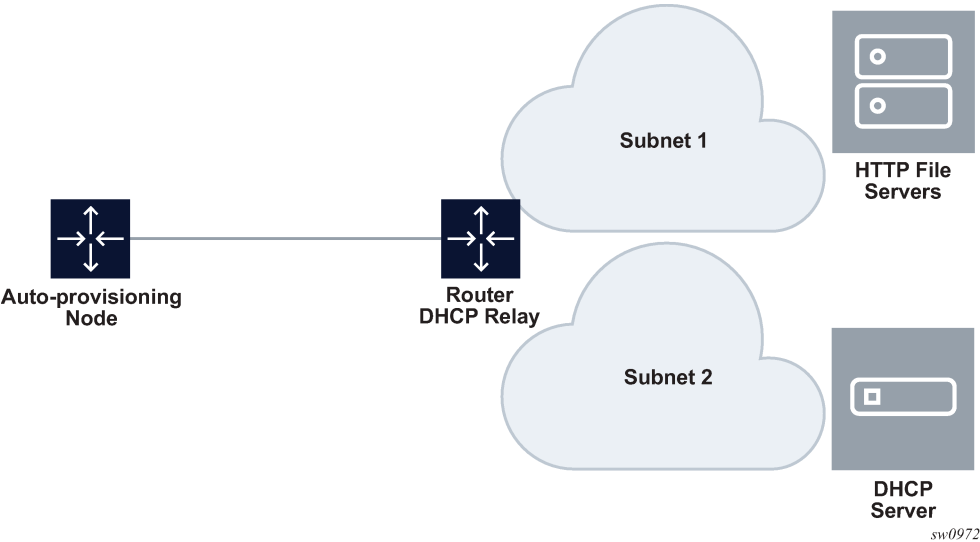 Subnet 1
HTTP File
Servers
Auto-provisioning
Node
Router
DHCP Relay
Subnet 2
DHCP
Server
sw0972